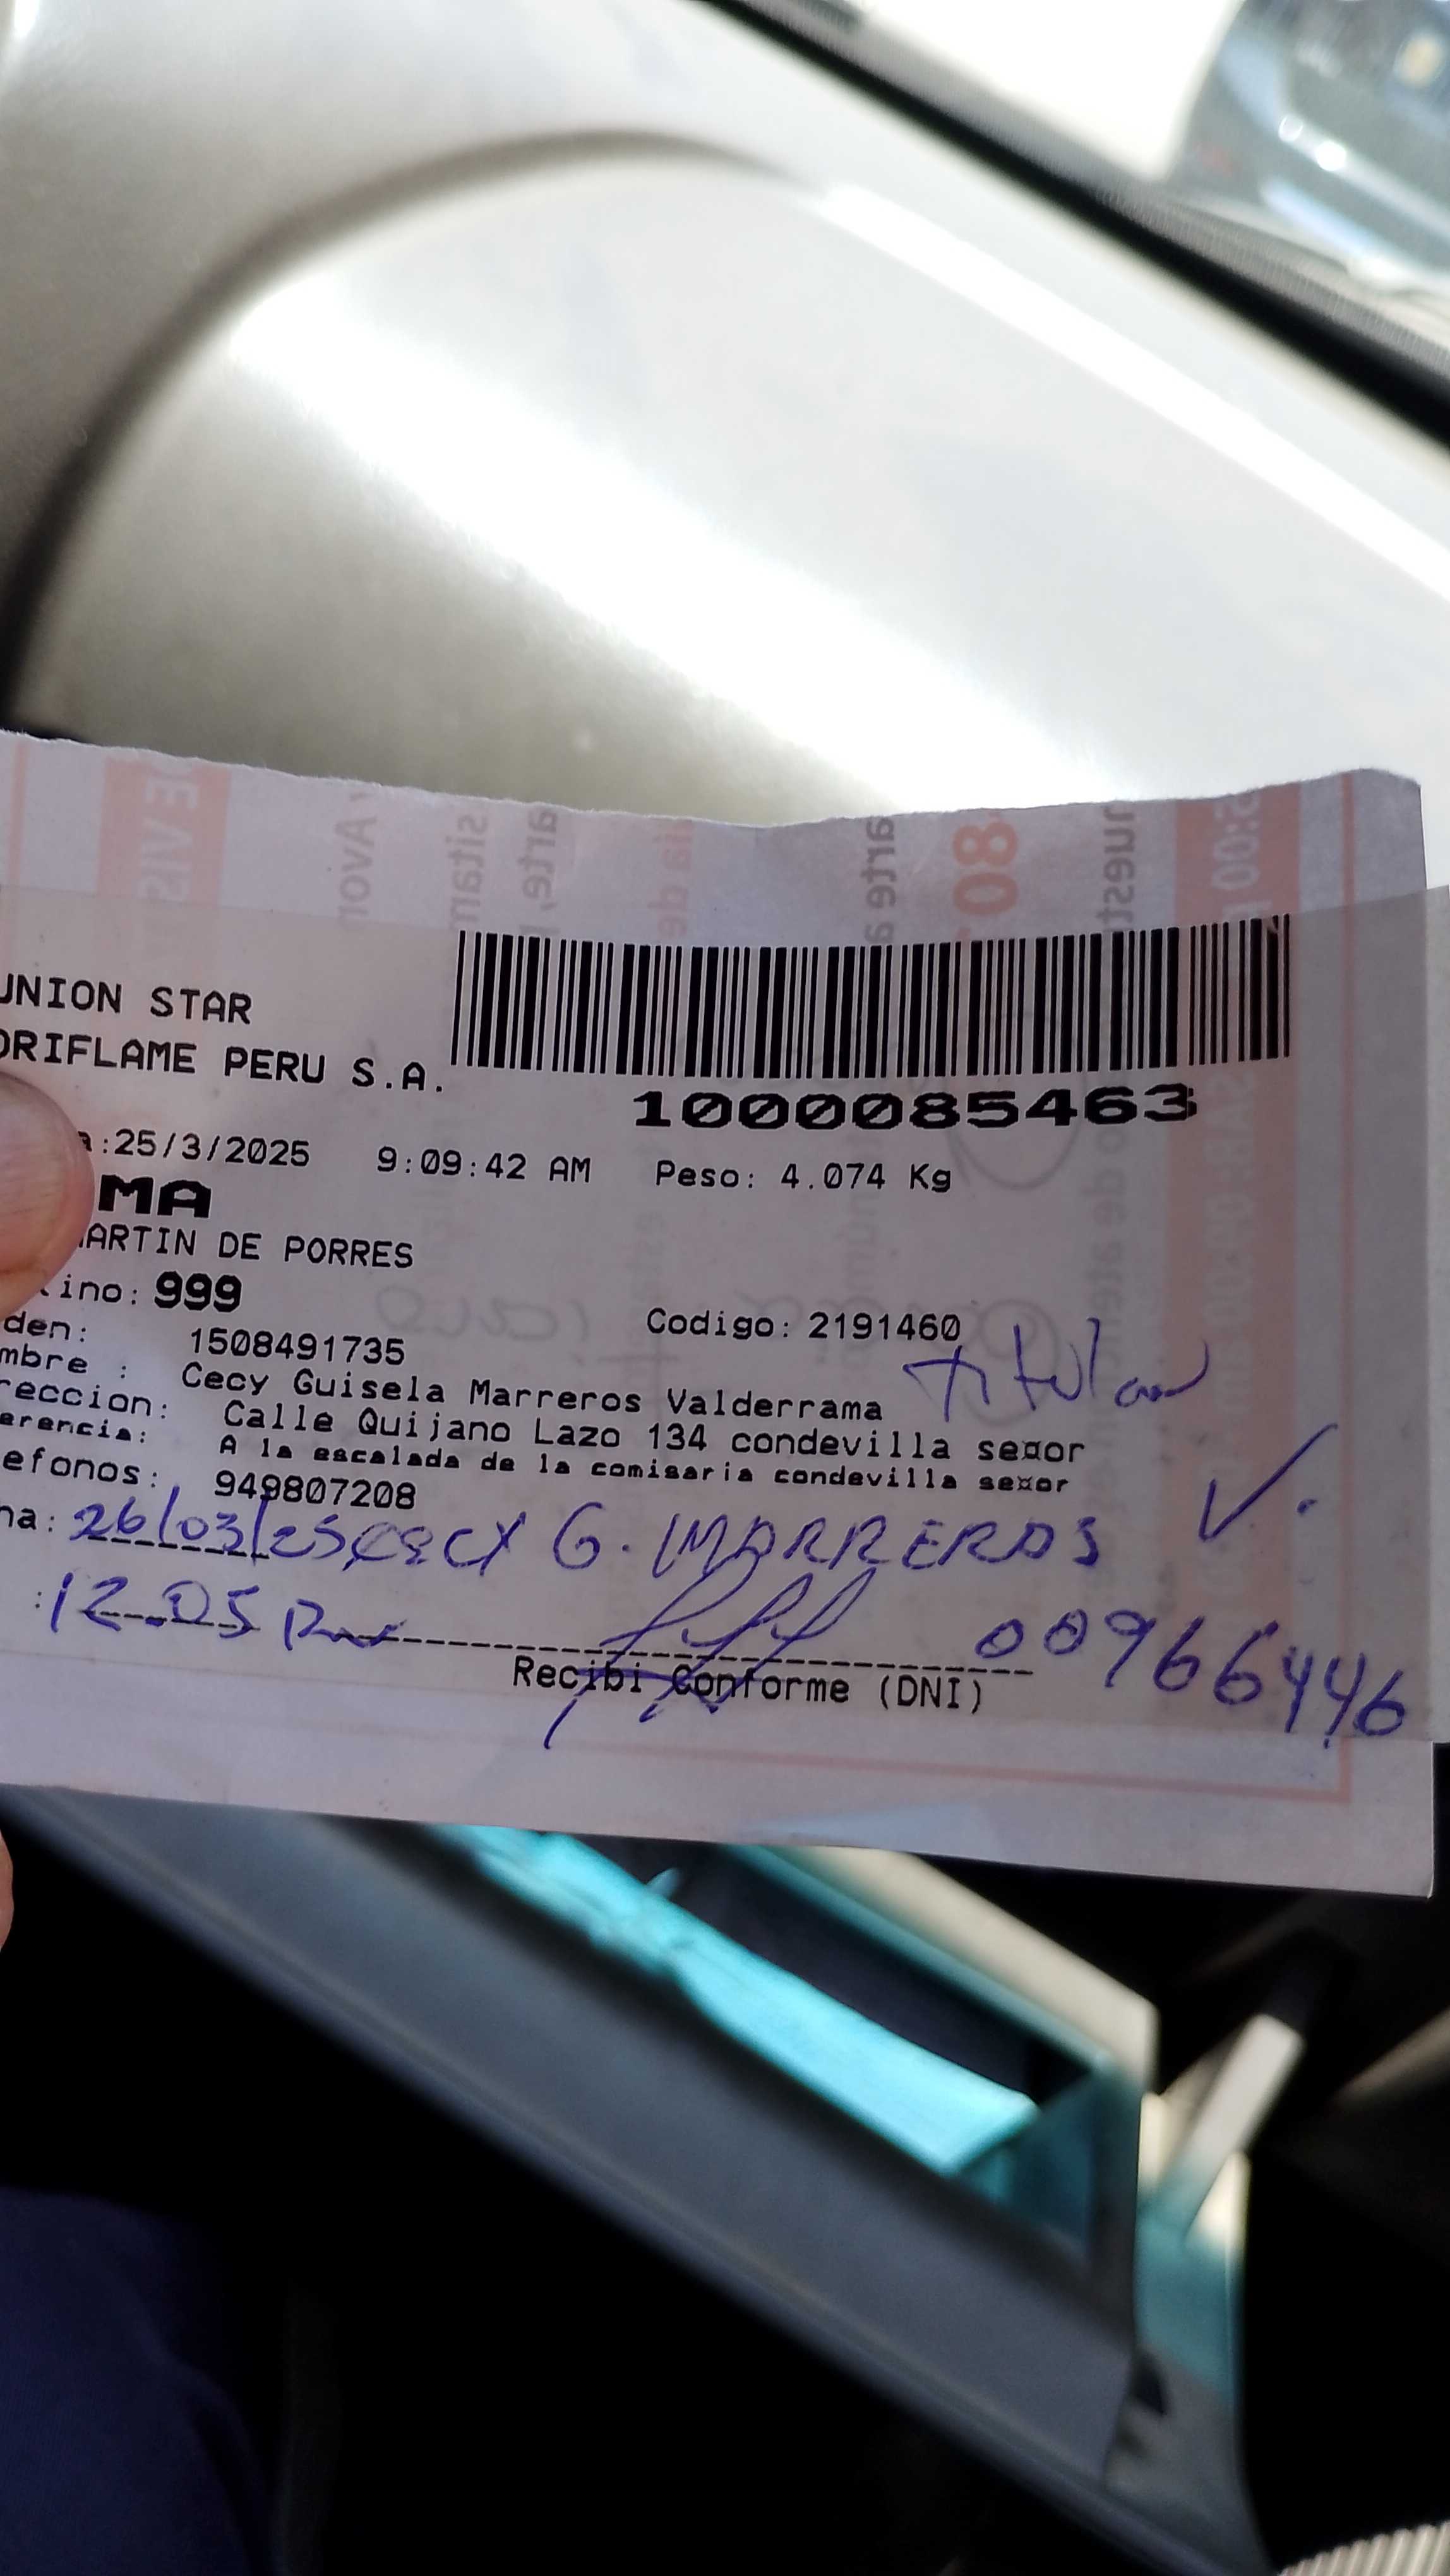 UNION STAR
ORIFLAME PERU S.A.
1000085463
a:25/3/2025 9:09:42 AM Peso: 4.074 Kg
MA
ARTIN DE PORRES
ino: 999
Codigo: 2191460
den: 1508491735
titular
mbre : Cecy Guisela Marreros Valderrama
reccion: Calle Quijano Lazo 134 condevilla se¤or
erencia: A la escalada de la comisaria condevilla se¤or
efonos: 949807208
ha: 26/03/25 CECY G. MARREROS
: 12.05 Pm
00966446
Recibi Conforme (DNI)